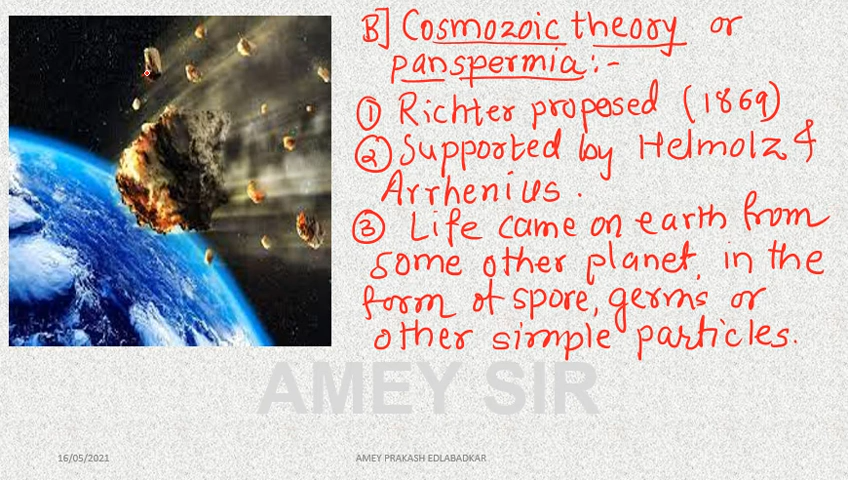 B] Cosmozoic theory or
panspermia:-
① Richter proposed (1869)
② Supported by Helmolz &
Arrhenius.
③ Life came on earth from
some other planet, in the
form of spore, germs or
other simple particles.
AMEY SIR
16/05/2021
AMEY PRAKASH EDLABADKAR